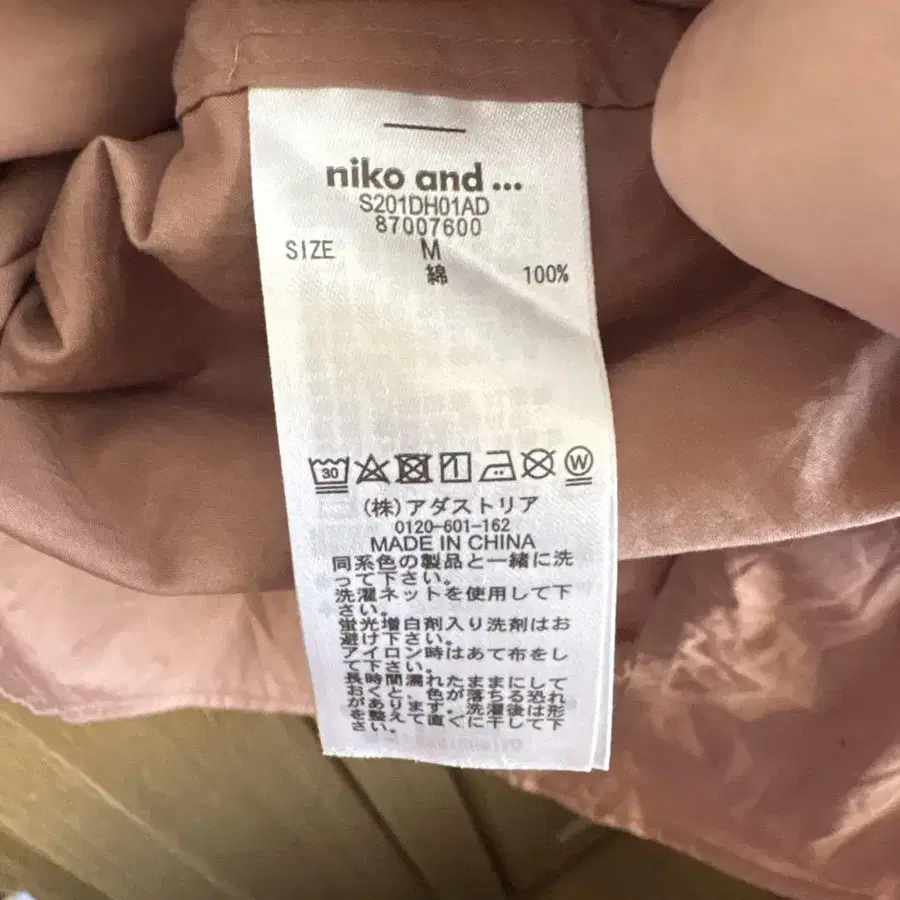 niko and ...
S201DH01AD
87007600
SIZE M
綿 100%
30 W
(株)アダストリア
0120-601-162
MADE IN CHINA
同系色の製品と一緒に洗
って下さい。
洗濯ネットを使用して下
さい。
蛍光増白剤入り洗剤はお
避け下さい。
アイロン時はあて布をし
て下さい。
長時間濡れたままにして
おくと、色が落ちる恐れ
があります。洗濯後は形
を整えて直ぐに干して下
さい。